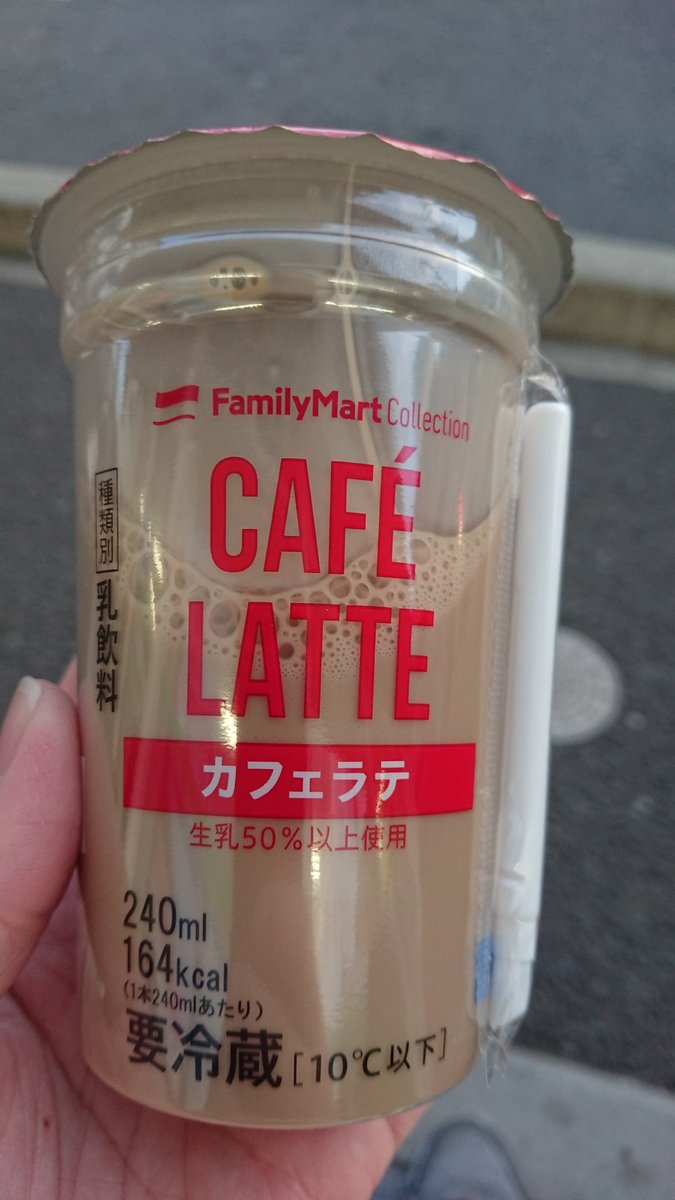 FamilyMart Collection
CAFÉ
LATTE
カフェラテ
生乳50%以上使用
種類別 乳飲料
240ml
164kcal
(1本240mlあたり)
要冷蔵[10℃以下]